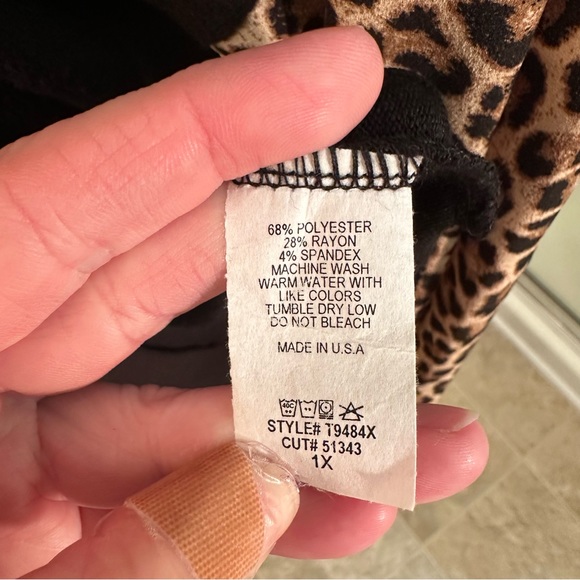 68% POLYESTER
28% RAYON
4% SPANDEX
MACHINE WASH
WARM WATER WITH
LIKE COLORS
TUMBLE DRY LOW
DO NOT BLEACH
MADE IN U.S.A
40C
STYLE# T9484X
CUT# 51343
1X